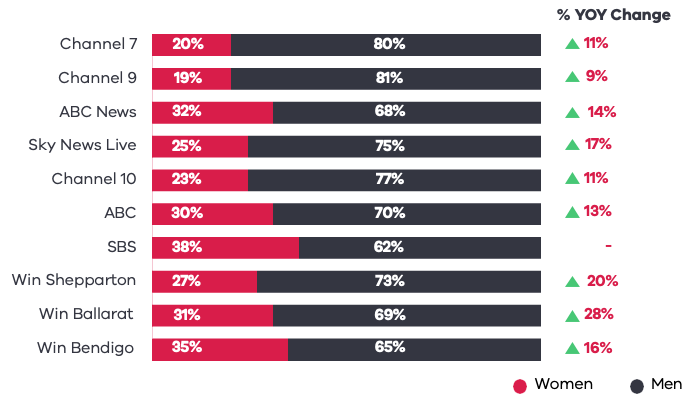 % YOY Change
Channel 7 20% 80% 11%
Channel 9 19% 81% 9%
ABC News 32% 68% 14%
Sky News Live 25% 75% 17%
Channel 10 23% 77% 11%
ABC 30% 70% 13%
SBS 38% 62% -
Win Shepparton 27% 73% 20%
Win Ballarat 31% 69% 28%
Win Bendigo 35% 65% 16%
Women Men